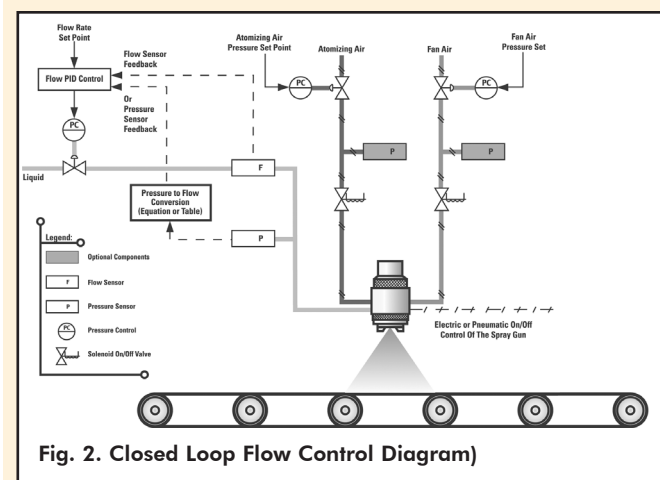 Flow Rate
Set Point
Flow PID Control
PC
Flow Sensor
Feedback
Or
Pressure
Sensor
Feedback
Atomizing Air
Pressure Set Point
PC
Atomizing Air
Fan Air
Fan Air
Pressure Set
PC
P
P
Liquid
F
Pressure to Flow
Conversion
(Equation or Table)
P
Legend:
Optional Components
F
Flow Sensor
P
Pressure Sensor
PC
Pressure Control
Solenoid On/Off Valve
Electric or Pneumatic On/Off
Control Of The Spray Gun
Fig. 2. Closed Loop Flow Control Diagram)